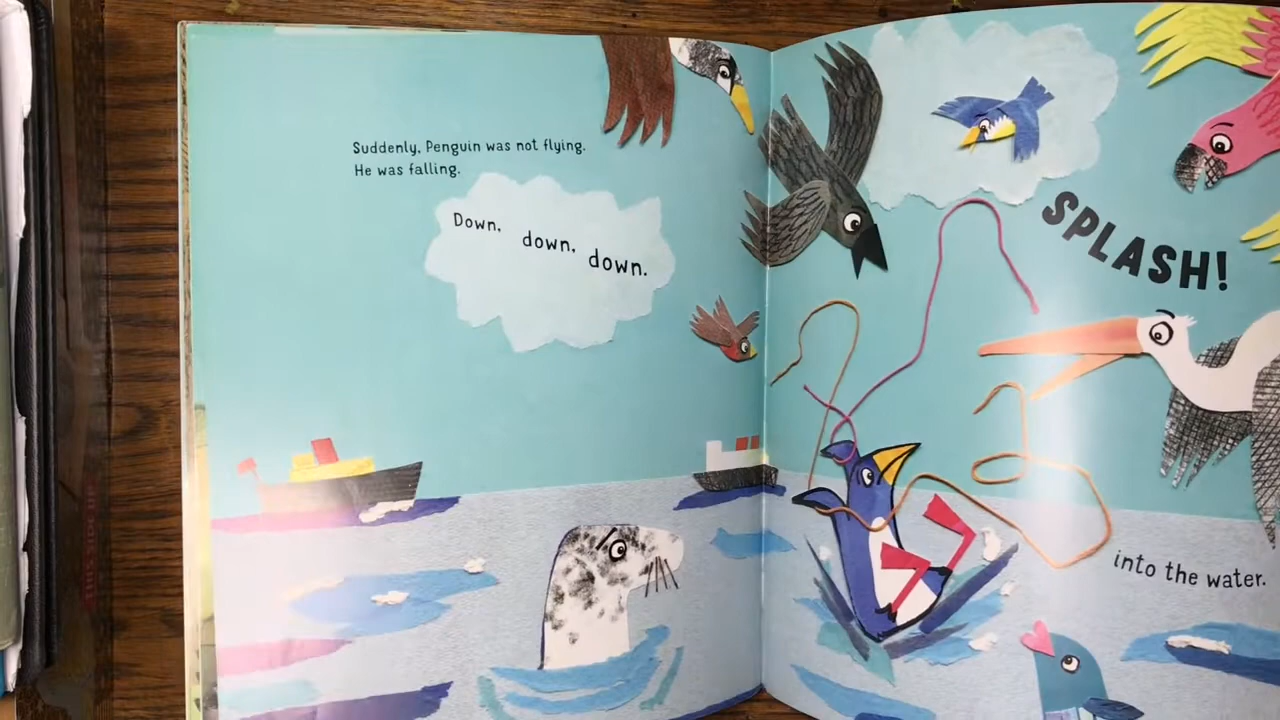 Suddenly, Penguin was not flying.
He was falling.
Down, down, down.
SPLASH!
into the water.